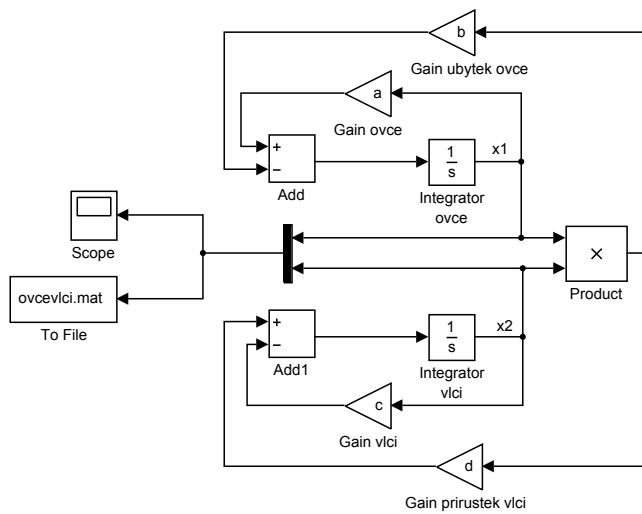 b
Gain ubytek ovce
a
Gain ovce
+
−
Add
1
s
x1
Integrator
ovce
Scope
×
Product
ovcevlci.mat
To File
+
−
Add1
1
s
x2
Integrator
vlci
c
Gain vlci
d
Gain prirustek vlci